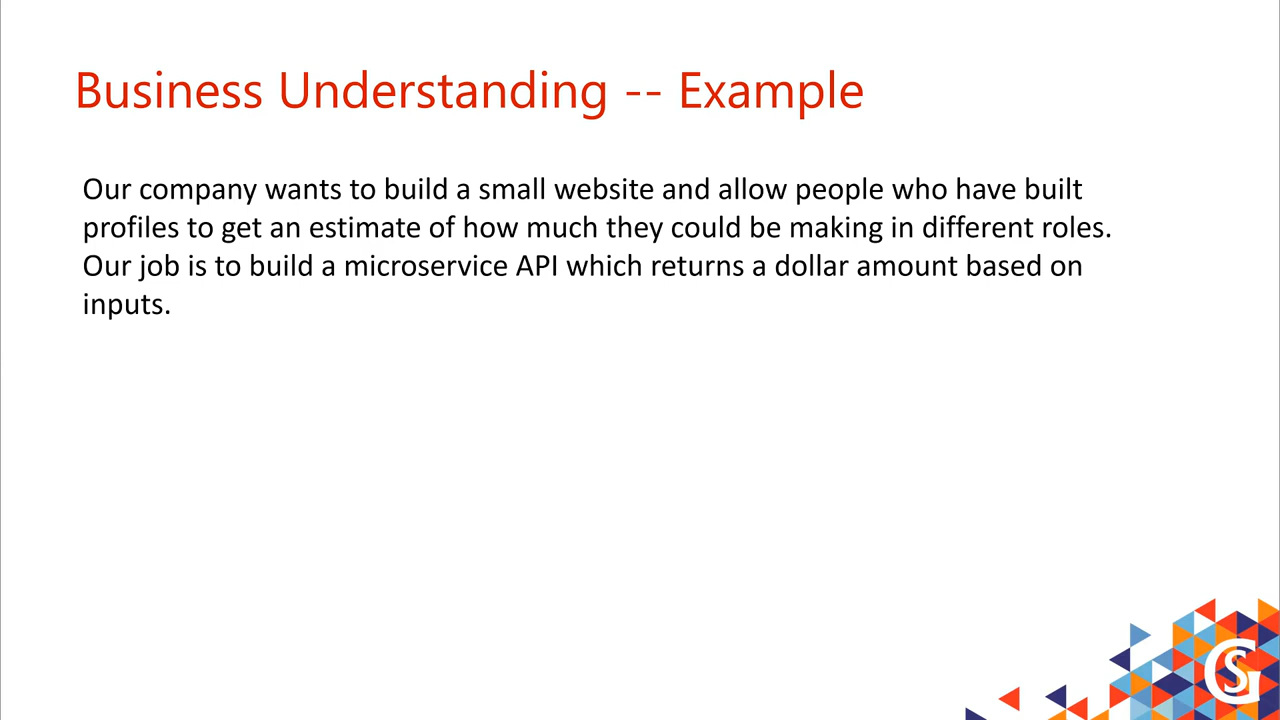 Business Understanding -- Example
Our company wants to build a small website and allow people who have built
profiles to get an estimate of how much they could be making in different roles.
Our job is to build a microservice API which returns a dollar amount based on
inputs.
GS